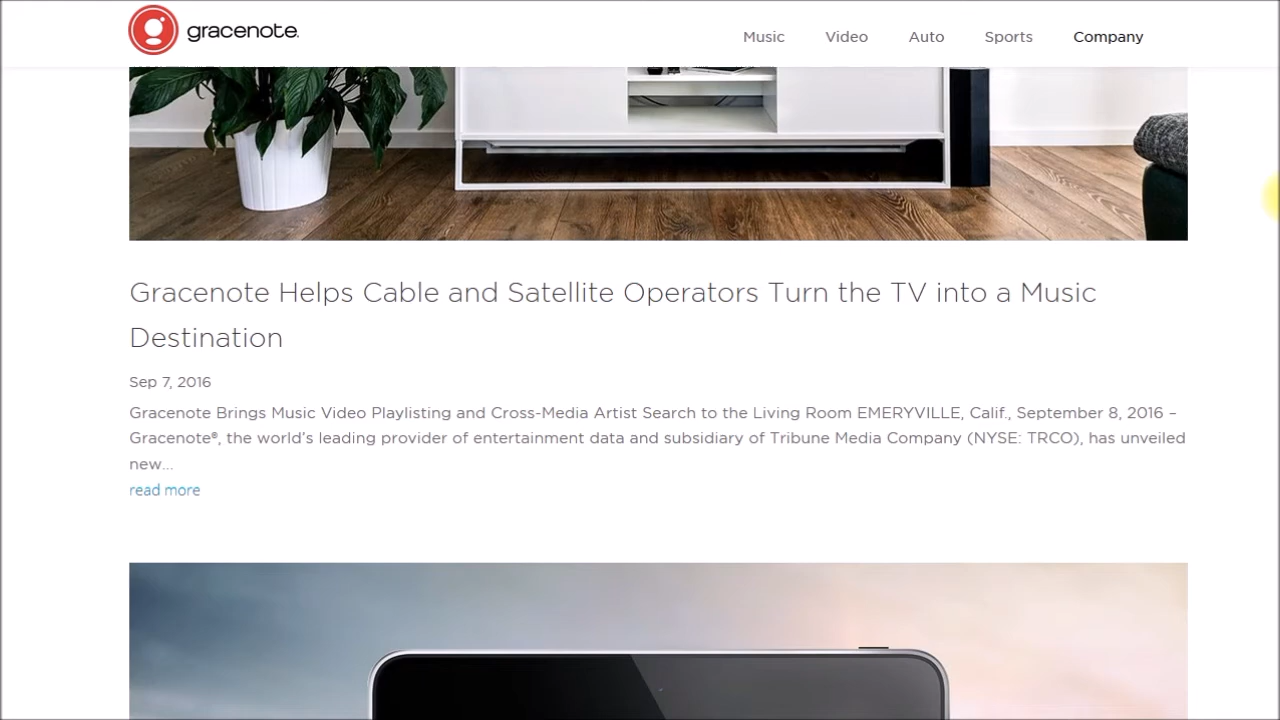 gracenote.
Music Video Auto Sports Company
Gracenote Helps Cable and Satellite Operators Turn the TV into a Music
Destination
Sep 7, 2016
Gracenote Brings Music Video Playlisting and Cross-Media Artist Search to the Living Room EMERYVILLE, Calif., September 8, 2016 –
Gracenote®, the world’s leading provider of entertainment data and subsidiary of Tribune Media Company (NYSE: TRCO), has unveiled
new...
read more